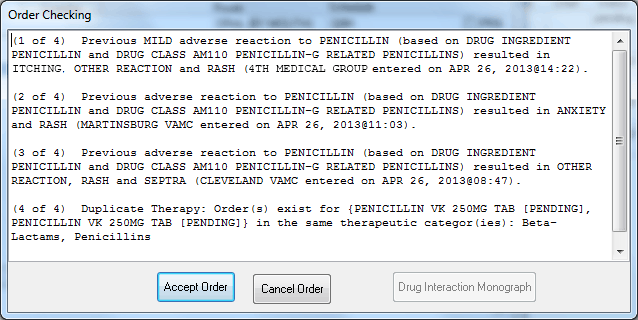 Order Checking
(1 of 4)  Previous MILD adverse reaction to PENICILLIN (based on DRUG INGREDIENT
PENICILLIN and DRUG CLASS AM110 PENICILLIN-G RELATED PENICILLINS) resulted in
ITCHING, OTHER REACTION and RASH (4TH MEDICAL GROUP entered on APR 26, 2013@14:22).
(2 of 4)  Previous adverse reaction to PENICILLIN (based on DRUG INGREDIENT
PENICILLIN and DRUG CLASS AM110 PENICILLIN-G RELATED PENICILLINS) resulted in ANXIETY
and RASH (MARTINSBURG VAMC entered on APR 26, 2013@11:03).
(3 of 4)  Previous adverse reaction to PENICILLIN (based on DRUG INGREDIENT
PENICILLIN and DRUG CLASS AM110 PENICILLIN-G RELATED PENICILLINS) resulted in OTHER
REACTION, RASH and SEPTRA (CLEVELAND VAMC entered on APR 26, 2013@08:47).
(4 of 4)  Duplicate Therapy: Order(s) exist for {PENICILLIN VK 250MG TAB [PENDING],
PENICILLIN VK 250MG TAB [PENDING]} in the same therapeutic categor(ies): Beta-
Lactams, Penicillins
Accept Order
Cancel Order
Drug Interaction Monograph